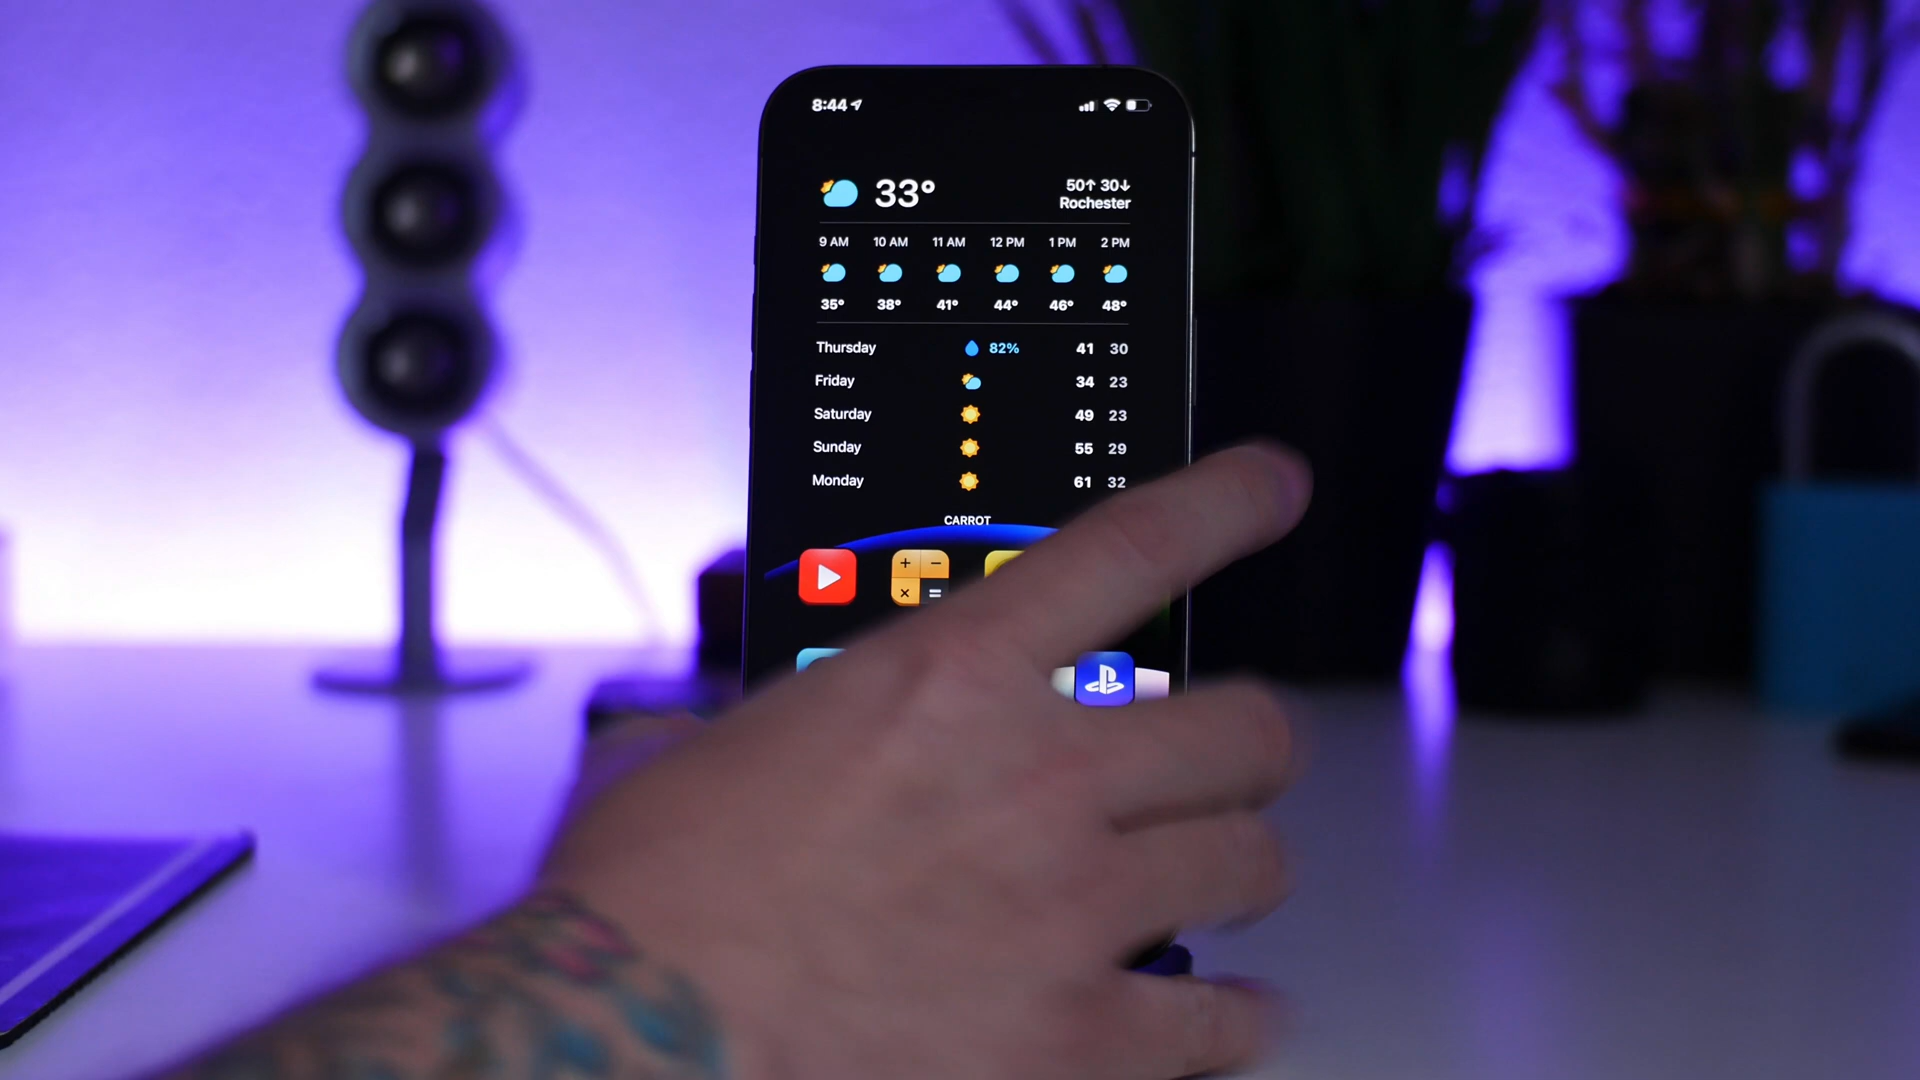 8:44
33° 50↑ 30↓
Rochester
9 AM 10 AM 11 AM 12 PM 1 PM 2 PM
35° 38° 41° 44° 46° 48°
Thursday 82% 41 30
Friday 34 23
Saturday 49 23
Sunday 55 29
Monday 61 32
CARROT
+ −
× =